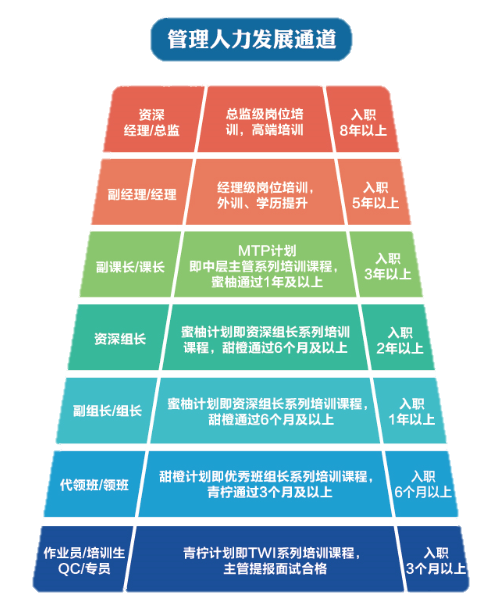 管理人力发展通道
资深
经理/总监
总监级岗位培
训，高端培训
入职
8年以上
副经理/经理
经理级岗位培训，
外训、学历提升
入职
5年以上
副课长/课长
MTP计划
即中层主管系列培训课程，
蜜柚通过1年及以上
入职
3年以上
资深组长
蜜柚计划即资深组长系列培训
课程，甜橙通过6个月及以上
入职
2年以上
副组长/组长
蜜柚计划即资深组长系列培训课程，
甜橙通过6个月及以上
入职
1年以上
代领班/领班
甜橙计划即优秀班组长系列培训课程，
青柠通过3个月及以上
入职
6个月以上
作业员/培训生
QC/专员
青柠计划即TWI系列培训课程，
主管提报面试合格
入职
3个月以上